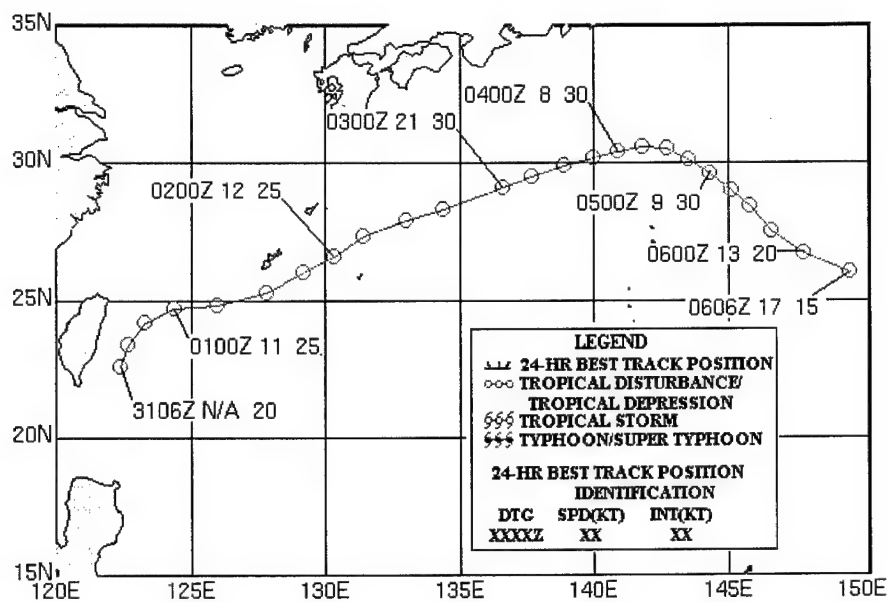 35N
0400Z 8 30
0300Z 21 30
30N
0200Z 12 25
0500Z 9 30
0600Z 13 20
25N
0606Z 17 15
0100Z 11 25
LEGEND
24-HR BEST TRACK POSITION
TROPICAL DISTURBANCE/
TROPICAL DEPRESSION
TROPICAL STORM
TYPHOON/SUPER TYPHOON
3106Z N/A 20
20N
24-HR BEST TRACK POSITION
IDENTIFICATION
DTG SPD(KT) INT(KT)
XXXXZ XX XX
15N
120E 125E 130E 135E 140E 145E 150E